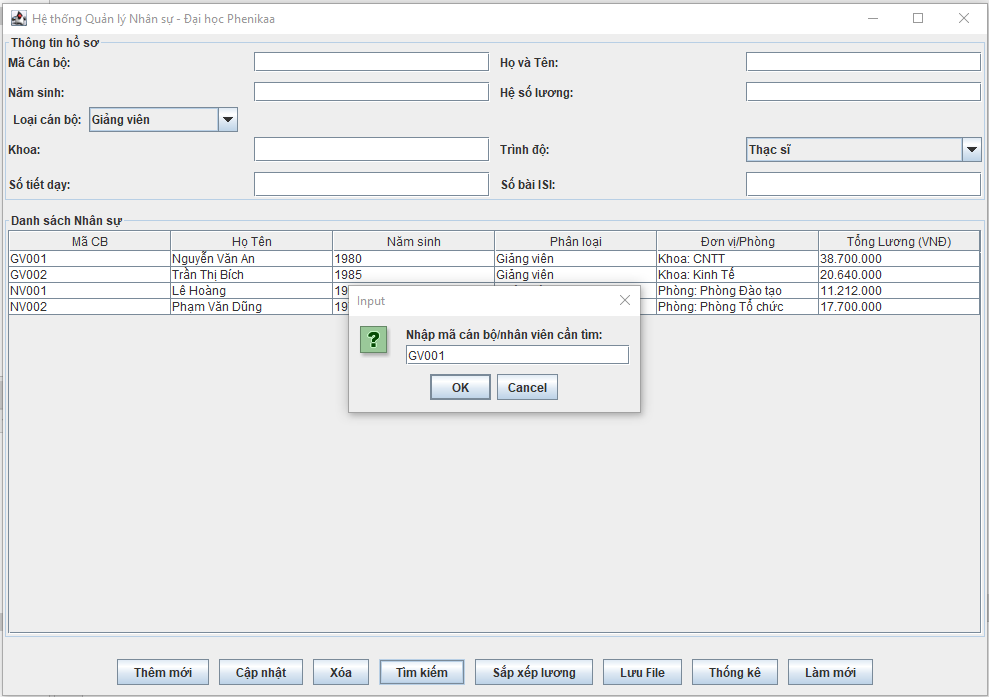 Hệ thống Quản lý Nhân sự - Đại học Phenikaa
Thông tin hồ sơ
Mã Cán bộ: Họ và Tên:
Năm sinh: Hệ số lương:
Loại cán bộ: Giảng viên
Khoa: Trình độ: Thạc sĩ
Số tiết dạy: Số bài ISI:
Danh sách Nhân sự
Mã CB Họ Tên Năm sinh Phân loại Đơn vị/Phòng Tổng Lương (VNĐ)
GV001 Nguyễn Văn An 1980 Giảng viên Khoa: CNTT 38.700.000
GV002 Trần Thị Bích 1985 Giảng viên Khoa: Kinh Tế 20.640.000
NV001 Lê Hoàng 19 Phòng: Phòng Đào tạo 11.212.000
NV002 Phạm Văn Dũng 19 Phòng: Phòng Tổ chức 17.700.000
Input
Nhập mã cán bộ/nhân viên cần tìm:
GV001
OK Cancel
Thêm mới Cập nhật Xóa Tìm kiếm Sắp xếp lương Lưu File Thống kê Làm mới